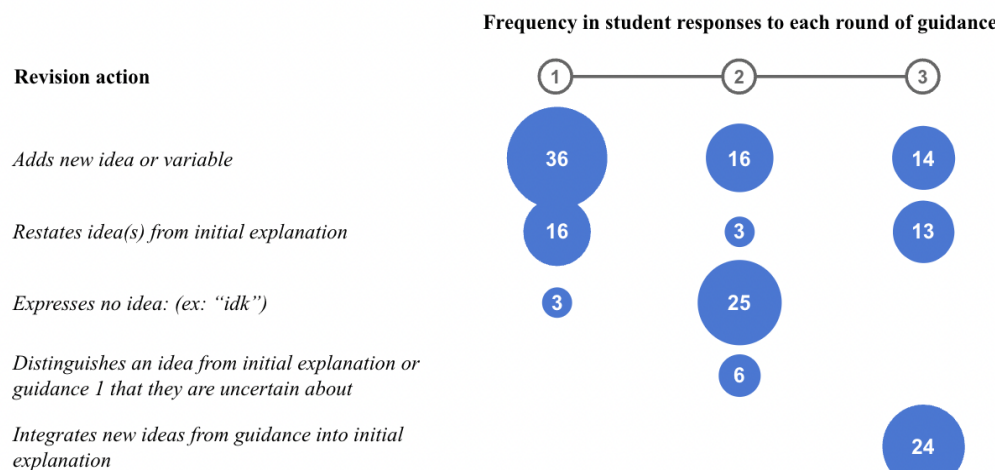 Frequency in student responses to each round of guidance
Revision action 1 2 3
Adds new idea or variable 36 16 14
Restates idea(s) from initial explanation 16 3 13
Expresses no idea: (ex: “idk”) 3 25
Distinguishes an idea from initial explanation or
guidance 1 that they are uncertain about 6
Integrates new ideas from guidance into initial
explanation 24